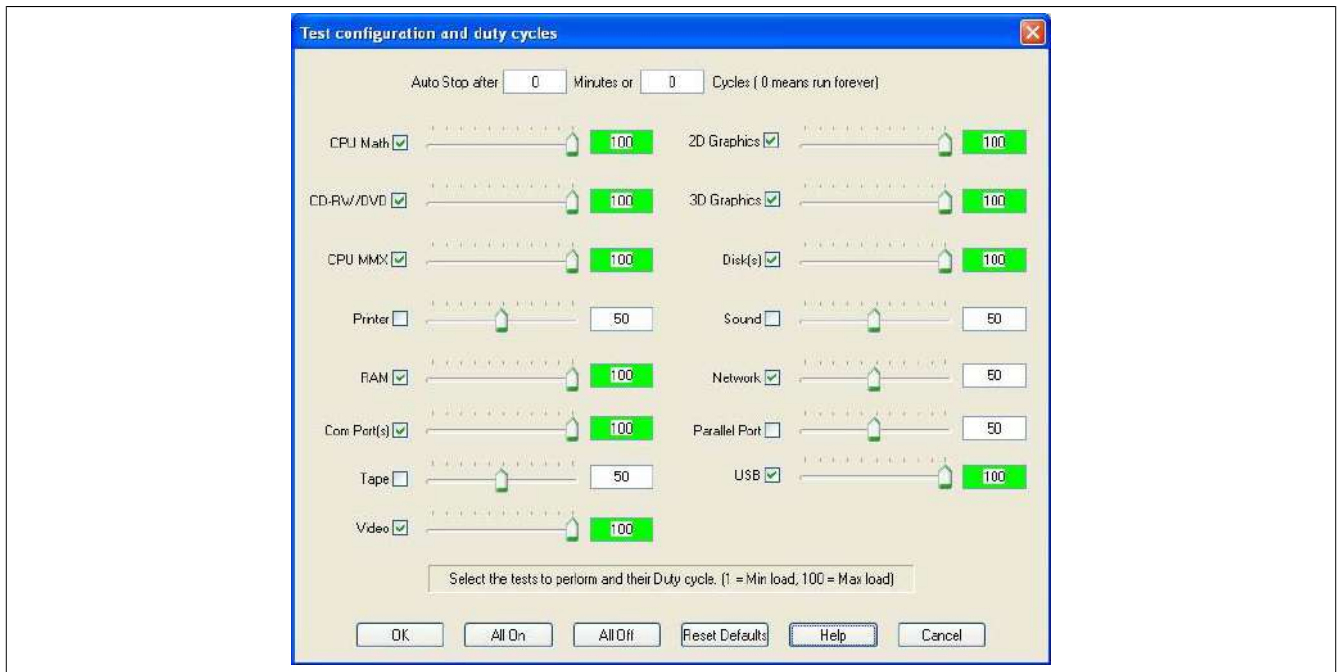 Test configuration and duty cycles
Auto Stop after 0 Minutes or 0 Cycles ( 0 means run forever)
CPU Math 100 2D Graphics 100
CD-RW/DVD 100 3D Graphics 100
CPU MMX 100 Disk(s) 100
Printer 50 Sound 50
RAM 100 Network 50
Com Port(s) 100 Parallel Port 50
Tape 50 USB 100
Video 100
Select the tests to perform and their Duty cycle. (1 = Min load, 100 = Max load)
OK All On All Off Reset Defaults Help Cancel